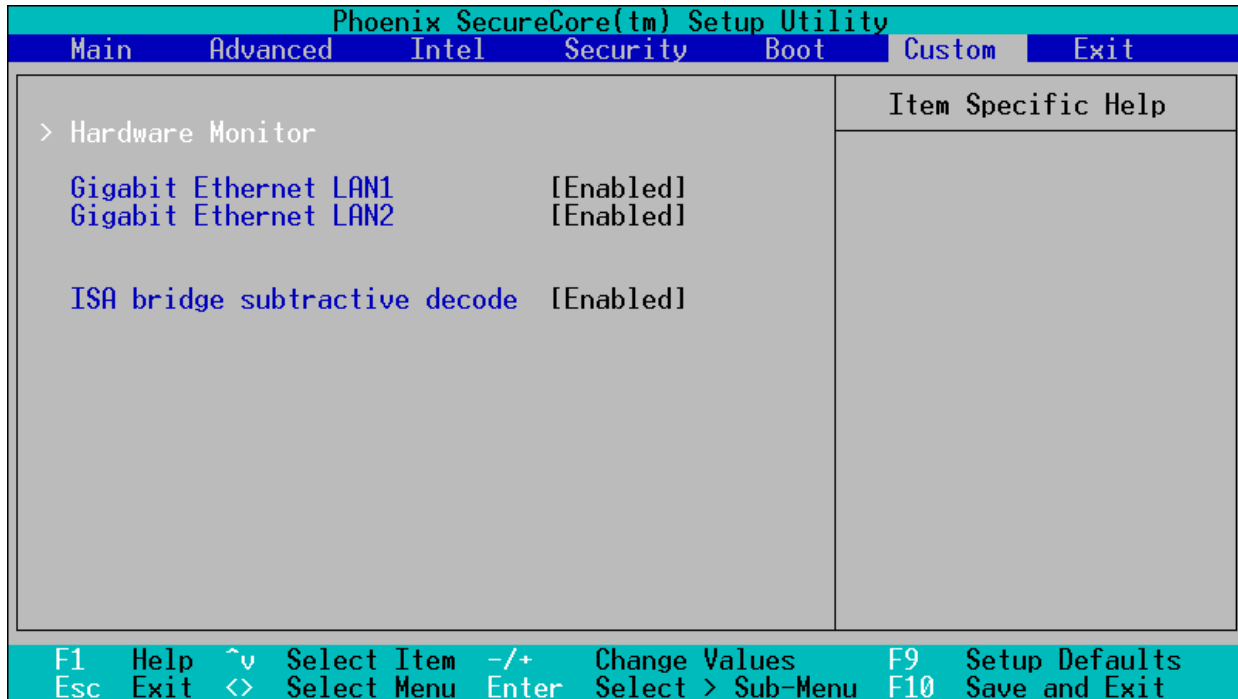 Phoenix SecureCore(tm) Setup Utility
Main Advanced Intel Security Boot Custom Exit
Item Specific Help
> Hardware Monitor
Gigabit Ethernet LAN1 [Enabled]
Gigabit Ethernet LAN2 [Enabled]
ISA bridge subtractive decode [Enabled]
F1 Help ^v Select Item -/+ Change Values F9 Setup Defaults
Esc Exit <> Select Menu Enter Select > Sub-Menu F10 Save and Exit